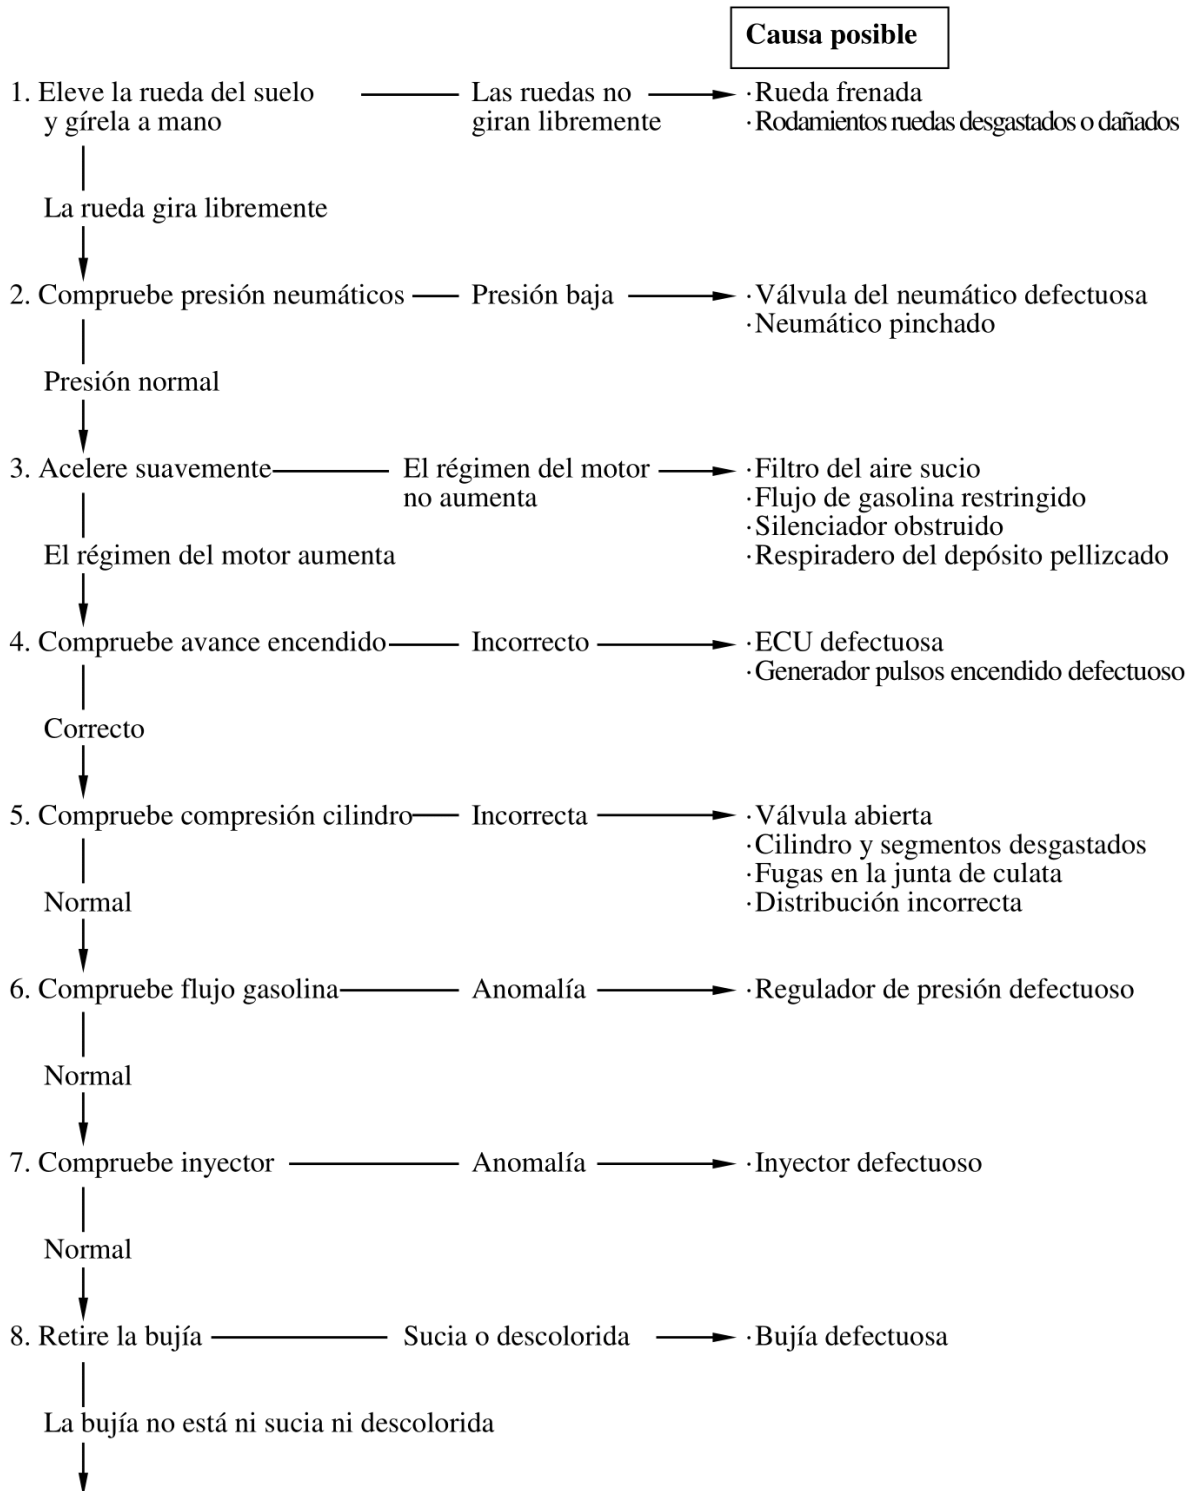 Causa posible
1. Eleve la rueda del suelo Las ruedas no ·Rueda frenada
y gírela a mano giran libremente ·Rodamientos ruedas desgastados o dañados
La rueda gira libremente
2. Compruebe presión neumáticos Presión baja ·Válvula del neumático defectuosa
·Neumático pinchado
Presión normal
3. Acelere suavemente El régimen del motor ·Filtro del aire sucio
no aumenta ·Flujo de gasolina restringido
·Silenciador obstruido
El régimen del motor aumenta ·Respiradero del depósito pellizcado
4. Compruebe avance encendido Incorrecto ·ECU defectuosa
·Generador pulsos encendido defectuoso
Correcto
5. Compruebe compresión cilindro Incorrecta ·Válvula abierta
·Cilindro y segmentos desgastados
·Fugas en la junta de culata
Normal ·Distribución incorrecta
6. Compruebe flujo gasolina Anomalía ·Regulador de presión defectuoso
Normal
7. Compruebe inyector Anomalía ·Inyector defectuoso
Normal
8. Retire la bujía Sucia o descolorida ·Bujía defectuosa
La bujía no está ni sucia ni descolorida